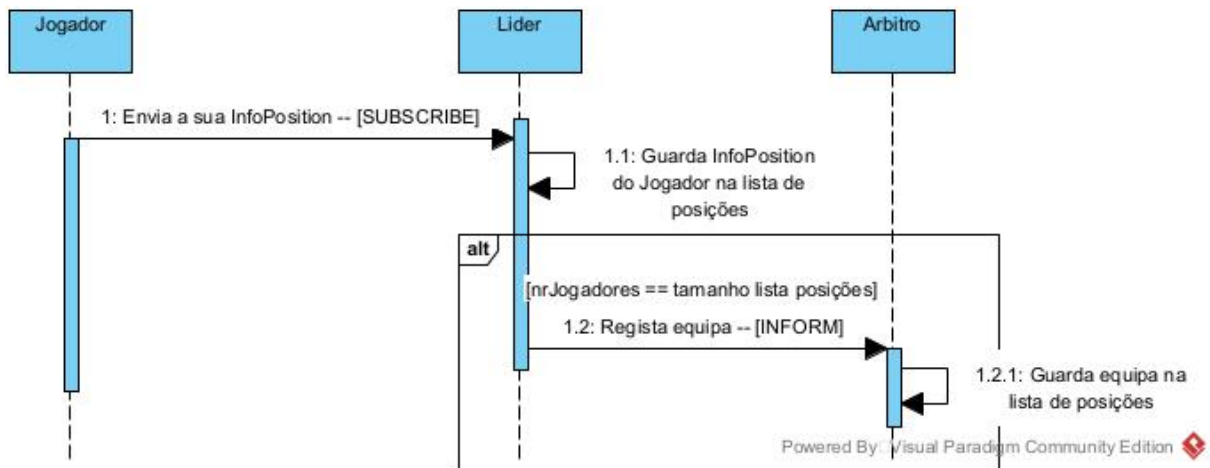 Jogador
Lider
Arbitro
1: Envia a sua InfoPosition -- [SUBSCRIBE]
1.1: Guarda InfoPosition
do Jogador na lista de
posições
alt
[nrJogadores == tamanho lista posições]
1.2: Regista equipa -- [INFORM]
1.2.1: Guarda equipa na
lista de posições
Powered By Visual Paradigm Community Edition